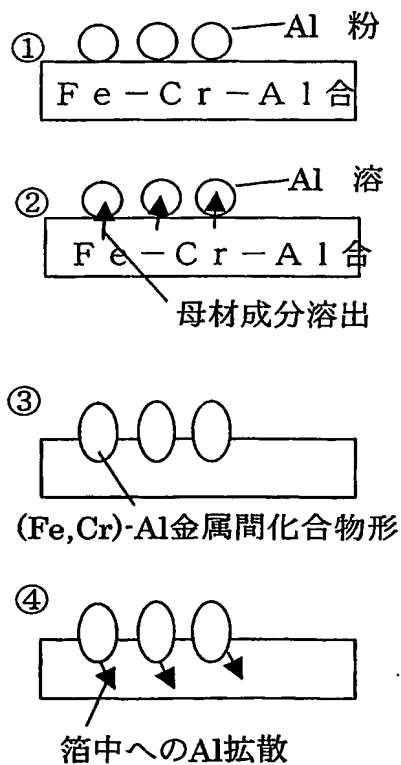 Al 粉
①
Fe-Cr-Al合
Al 溶
②
Fe-Cr-Al合
母材成分溶出
③
(Fe,Cr)-Al金属間化合物形
④
箔中へのAl拡散